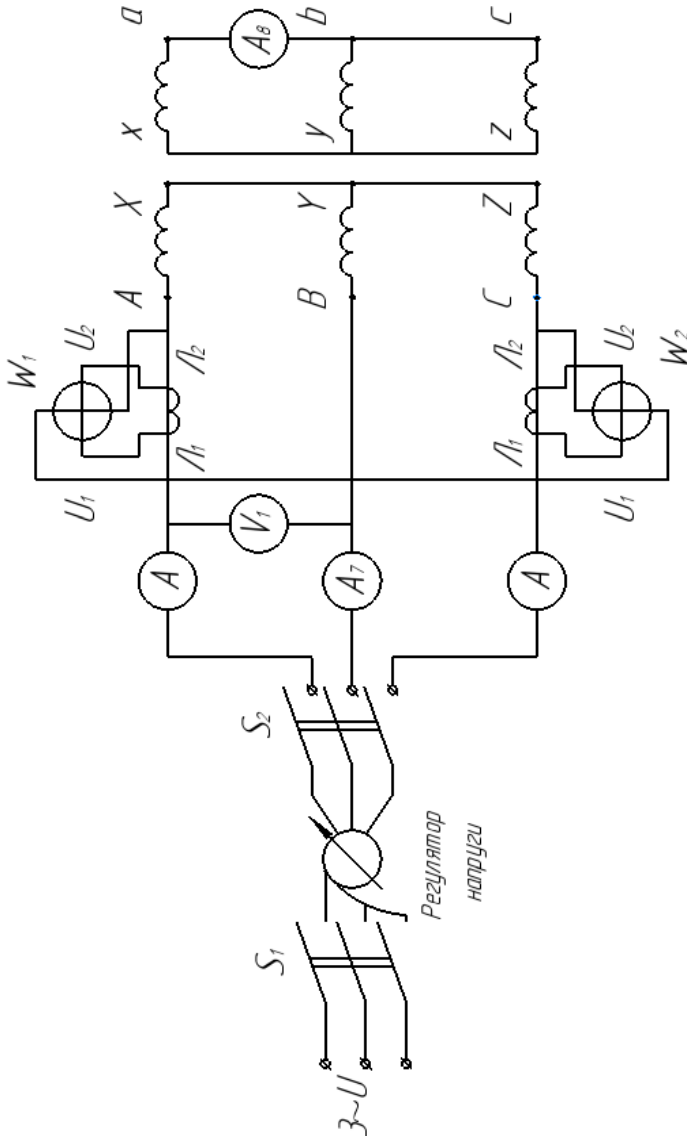 3~U
S₁
Регулятор
напруги
S₂
A
A₇
A
V₁
U₁
W₁
U₂
Л₁
Л₂
Л₁
Л₂
U₁
U₂
W₂
A
B
C
X
Y
Z
x
y
z
a
A₈
b
c